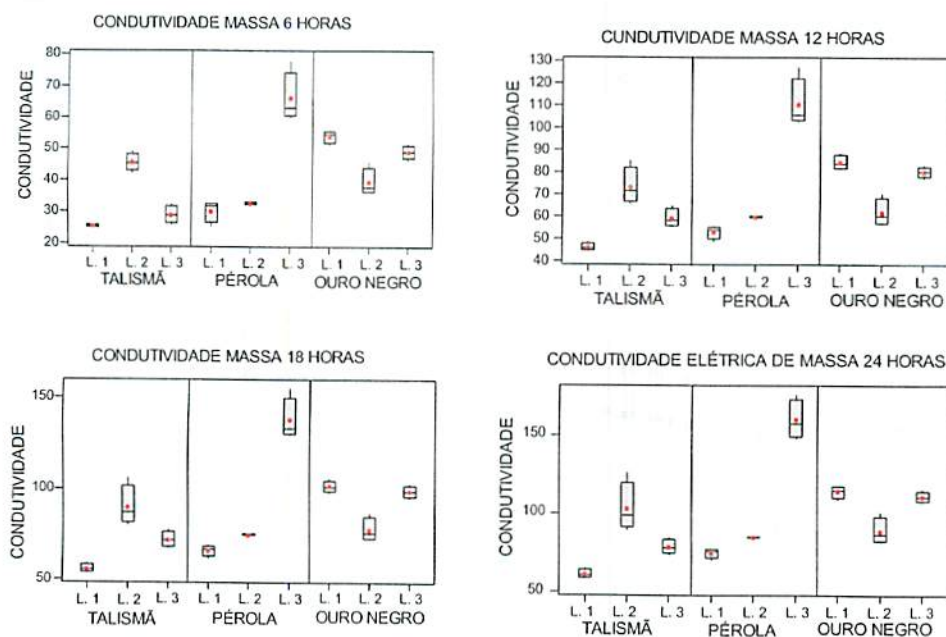 CONDUTIVIDADE MASSA 6 HORAS
CONDUTIVIDADE
80
70
60
50
40
30
20
L. 1 L. 2 L. 3 L. 1 L. 2 L. 3 L. 1 L. 2 L. 3
TALISMÃ PÉROLA OURO NEGRO
CUNDUTIVIDADE MASSA 12 HORAS
CONDUTIVIDADE
130
120
110
100
90
80
70
60
50
40
L. 1 L. 2 L. 3 L. 1 L. 2 L. 3 L. 1 L. 2 L. 3
TALISMÃ PÉROLA OURO NEGRO
CONDUTIVIDADE MASSA 18 HORAS
CONDUTIVIDADE
150
100
50
L. 1 L. 2 L. 3 L. 1 L. 2 L. 3 L. 1 L. 2 L. 3
TALISMÃ PÉROLA OURO NEGRO
CONDUTIVIDADE ELÉTRICA DE MASSA 24 HORAS
CONDUTIVIDADE
150
100
50
L. 1 L. 2 L. 3 L. 1 L. 2 L. 3 L. 1 L. 2 L. 3
TALISMÃ PÉROLA OURO NEGRO